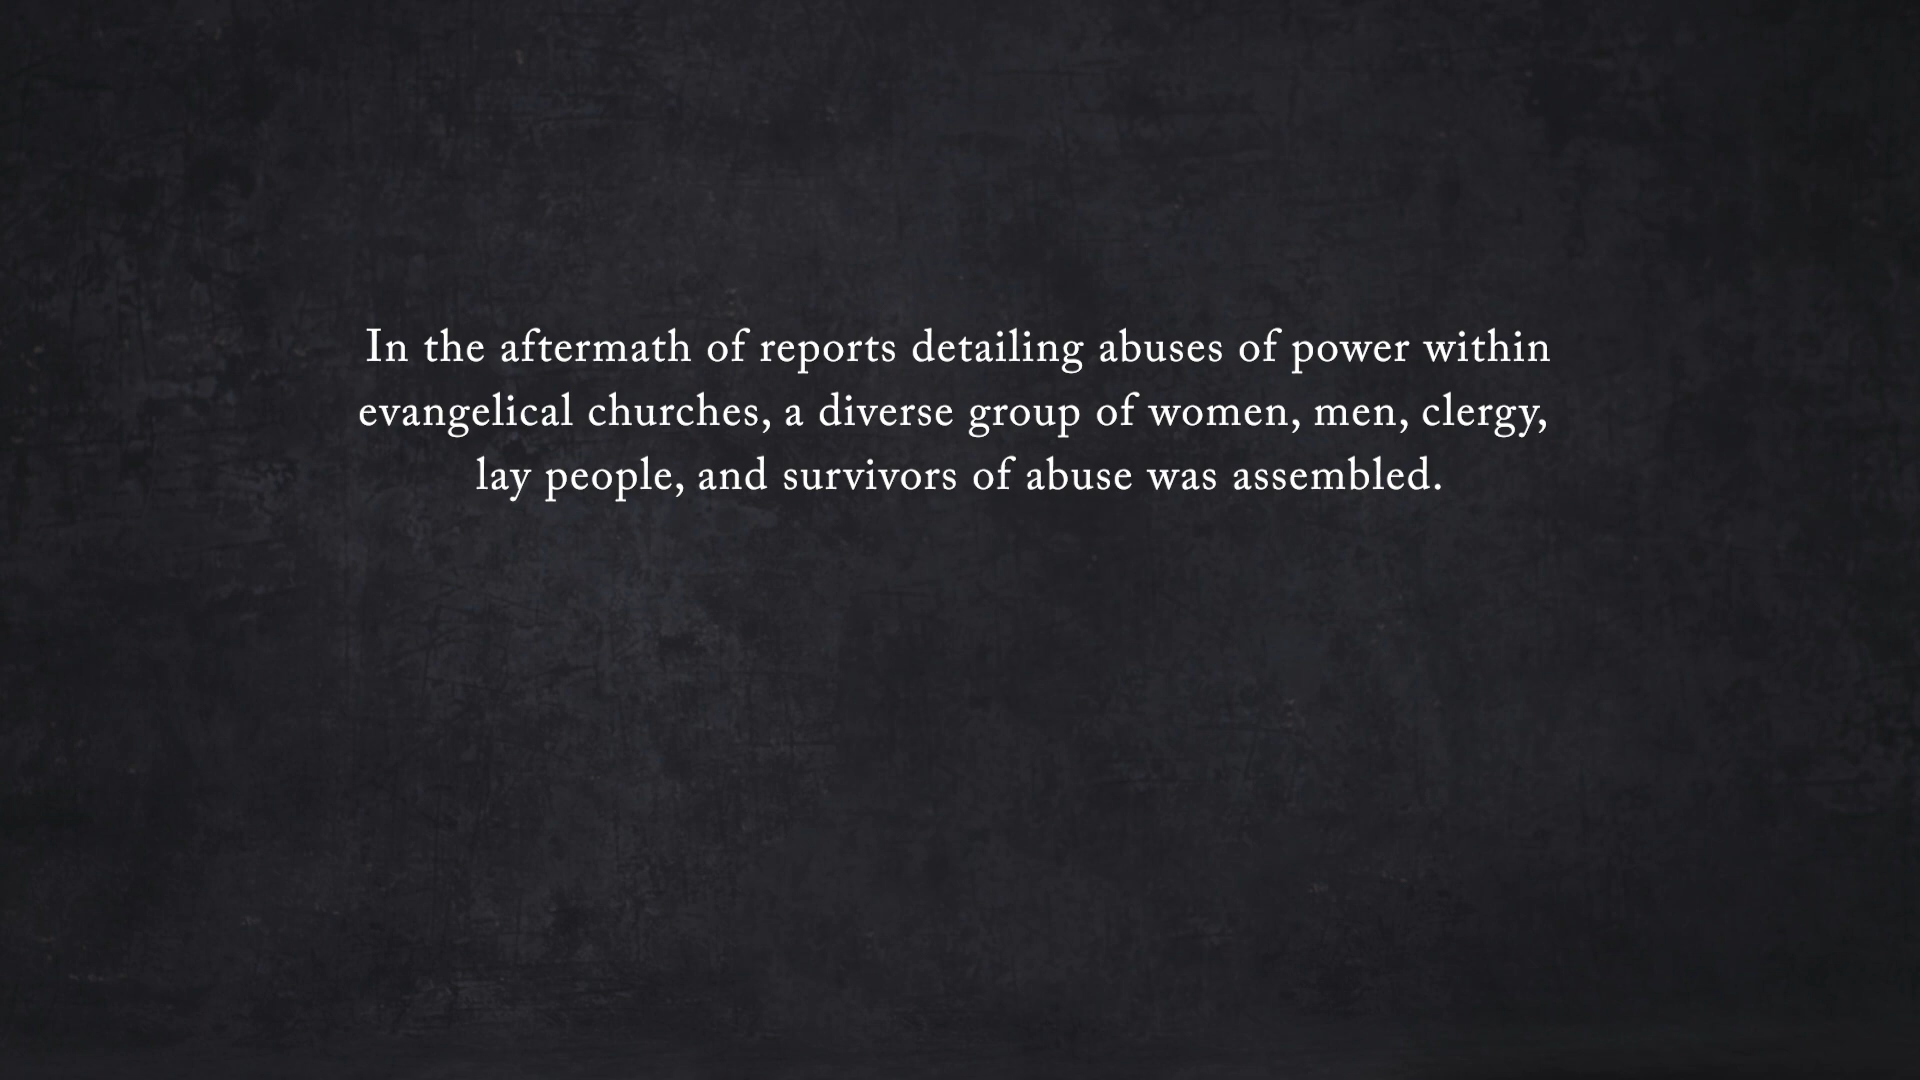 In the aftermath of reports detailing abuses of power within
evangelical churches, a diverse group of women, men, clergy,
lay people, and survivors of abuse was assembled.